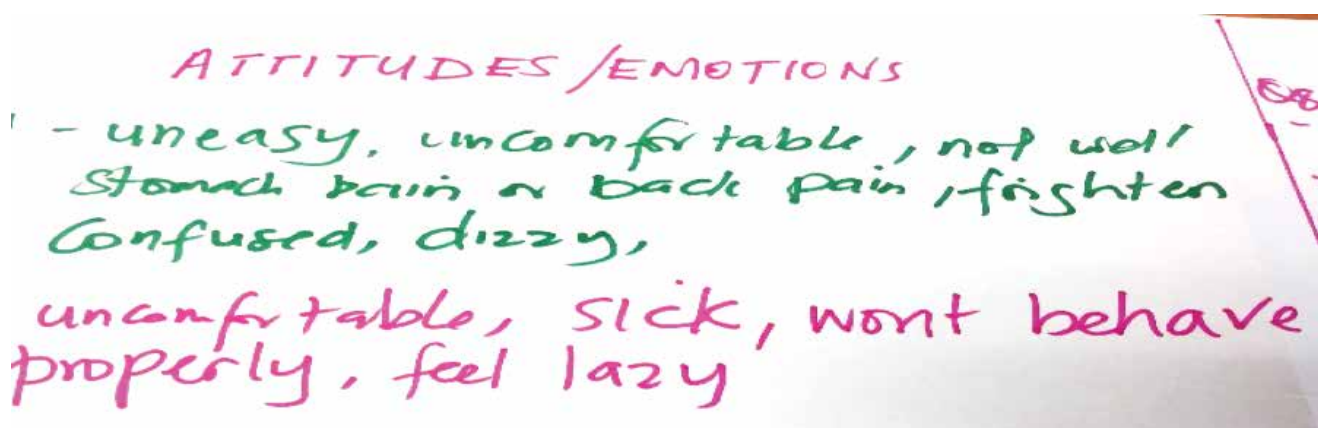 ATTITUDES/EMOTIONS
- uneasy, uncomfortable, not well
Stomach pain or back pain, frighten
Confused, dizzy,
uncomfortable, sick, wont behave
properly, feel lazy